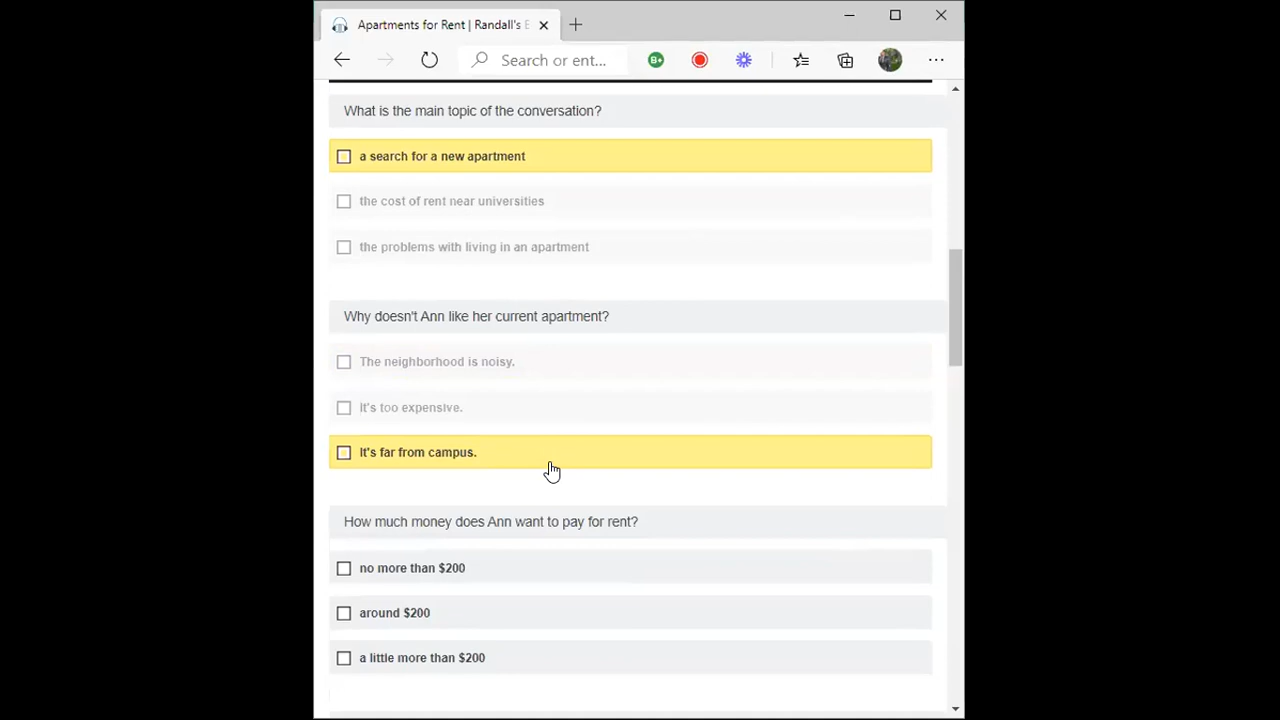 Apartments for Rent | Randall's E
Search or ent...
B+
What is the main topic of the conversation?
a search for a new apartment
the cost of rent near universities
the problems with living in an apartment
Why doesn't Ann like her current apartment?
The neighborhood is noisy.
It's too expensive.
It's far from campus.
How much money does Ann want to pay for rent?
no more than $200
around $200
a little more than $200